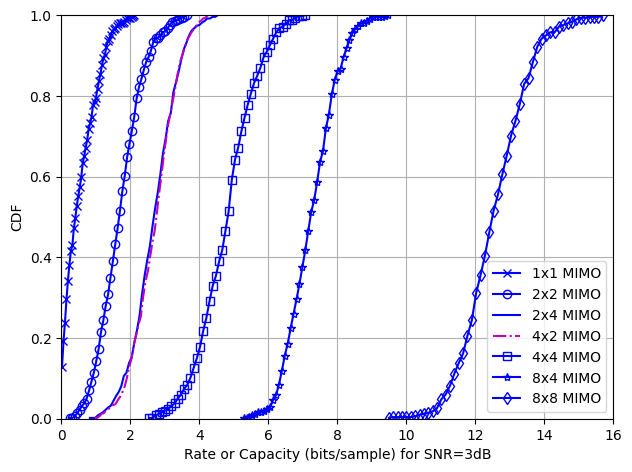 1.0
0.8
0.6
0.4
0.2
0.0
CDF
0 2 4 6 8 10 12 14 16
Rate or Capacity (bits/sample) for SNR=3dB
1x1 MIMO
2x2 MIMO
2x4 MIMO
4x2 MIMO
4x4 MIMO
8x4 MIMO
8x8 MIMO